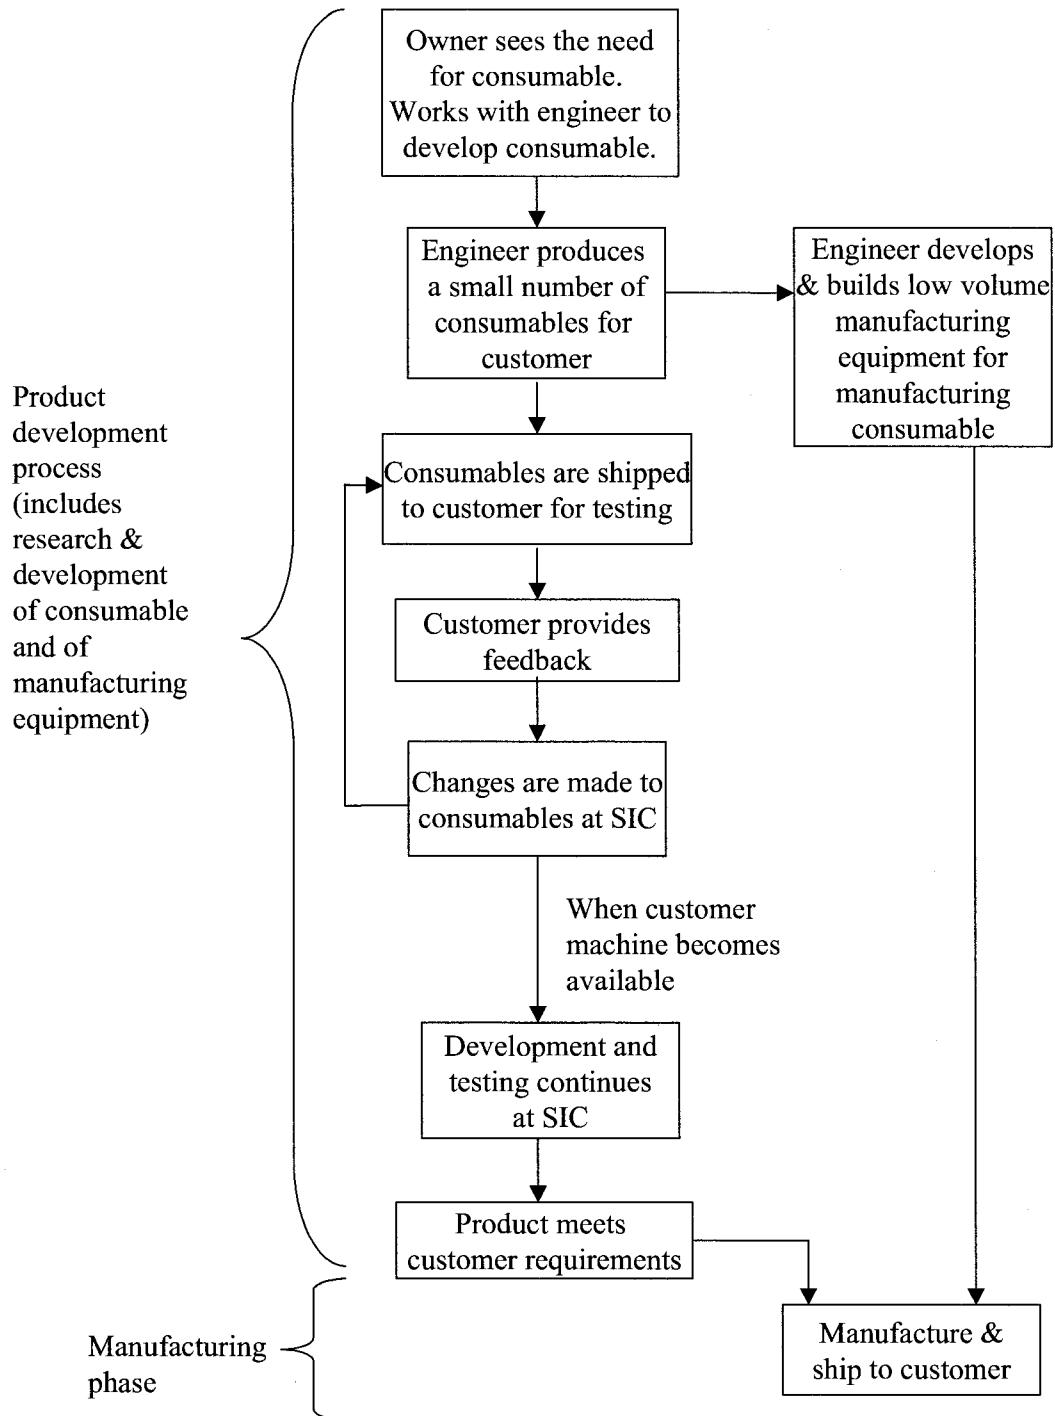 Owner sees the need
for consumable.
Works with engineer to
develop consumable.
Engineer produces
a small number of
consumables for
customer
Engineer develops
& builds low volume
manufacturing
equipment for
manufacturing
consumable
Product
development
process
(includes
research &
development
of consumable
and of
manufacturing
equipment)
Consumables are shipped
to customer for testing
Customer provides
feedback
Changes are made to
consumables at SIC
When customer
machine becomes
available
Development and
testing continues
at SIC
Product meets
customer requirements
Manufacturing
phase
Manufacture &
ship to customer